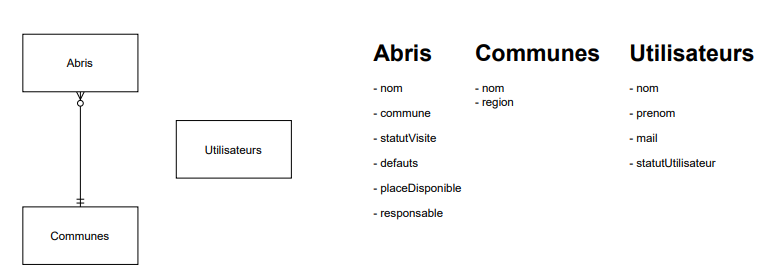 Abris
Utilisateurs
Communes
Abris
- nom
- commune
- statutVisite
- defauts
- placeDisponible
- responsable
Communes
- nom
- region
Utilisateurs
- nom
- prenom
- mail
- statutUtilisateur